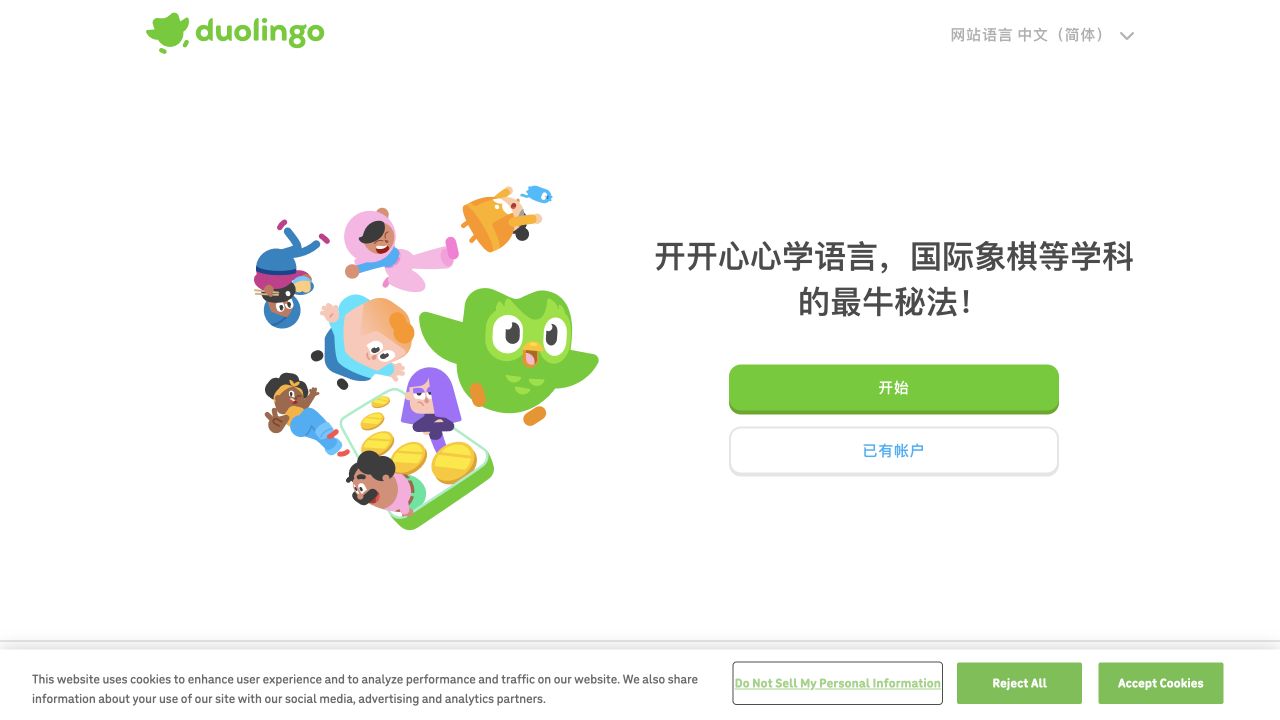 duolingo
网站语言 中文（简体）
开开心心学语言，国际象棋等学科
的最牛秘法！
开始
已有帐户
This website uses cookies to enhance user experience and to analyze performance and traffic on our website. We also share
information about your use of our site with our social media, advertising and analytics partners.
Do Not Sell My Personal Information
Reject All
Accept Cookies